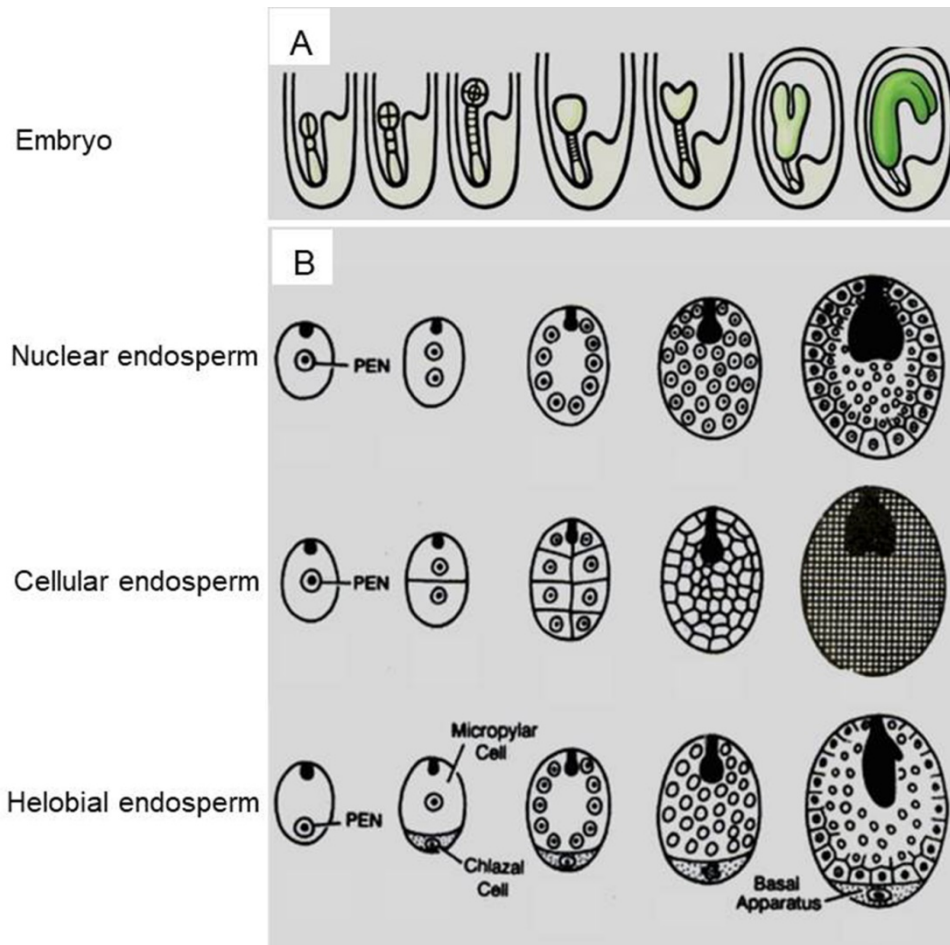 A
Embryo
B
Nuclear endosperm
PEN
Cellular endosperm
PEN
Micropylar
Cell
Helobial endosperm
PEN
Chlazal
Cell
Basal
Apparatus